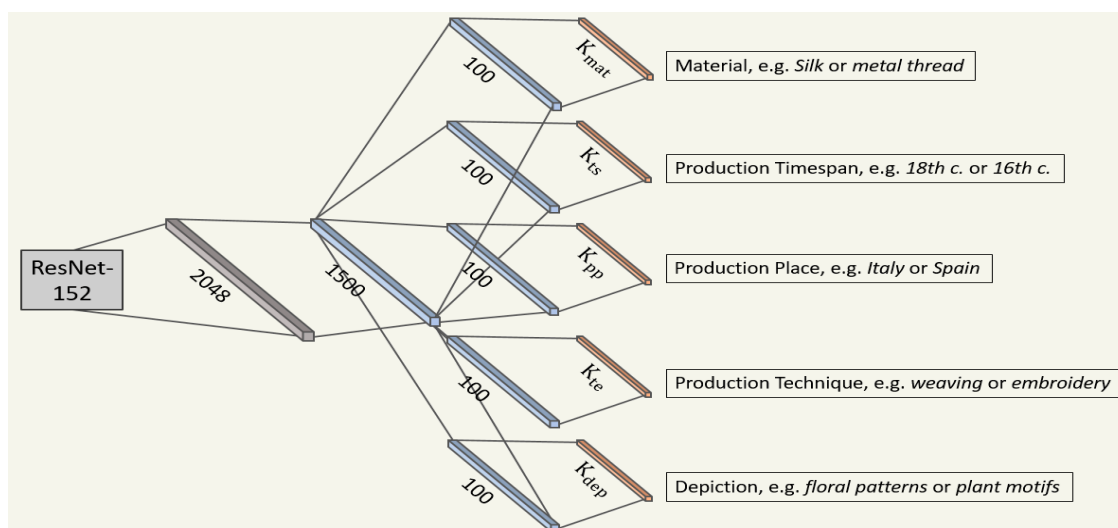 ResNet-
152
2048
1500
100
K_mat
Material, e.g. Silk or metal thread
100
K_ts
Production Timespan, e.g. 18th c. or 16th c.
100
K_pp
Production Place, e.g. Italy or Spain
100
K_te
Production Technique, e.g. weaving or embroidery
100
K_dep
Depiction, e.g. floral patterns or plant motifs